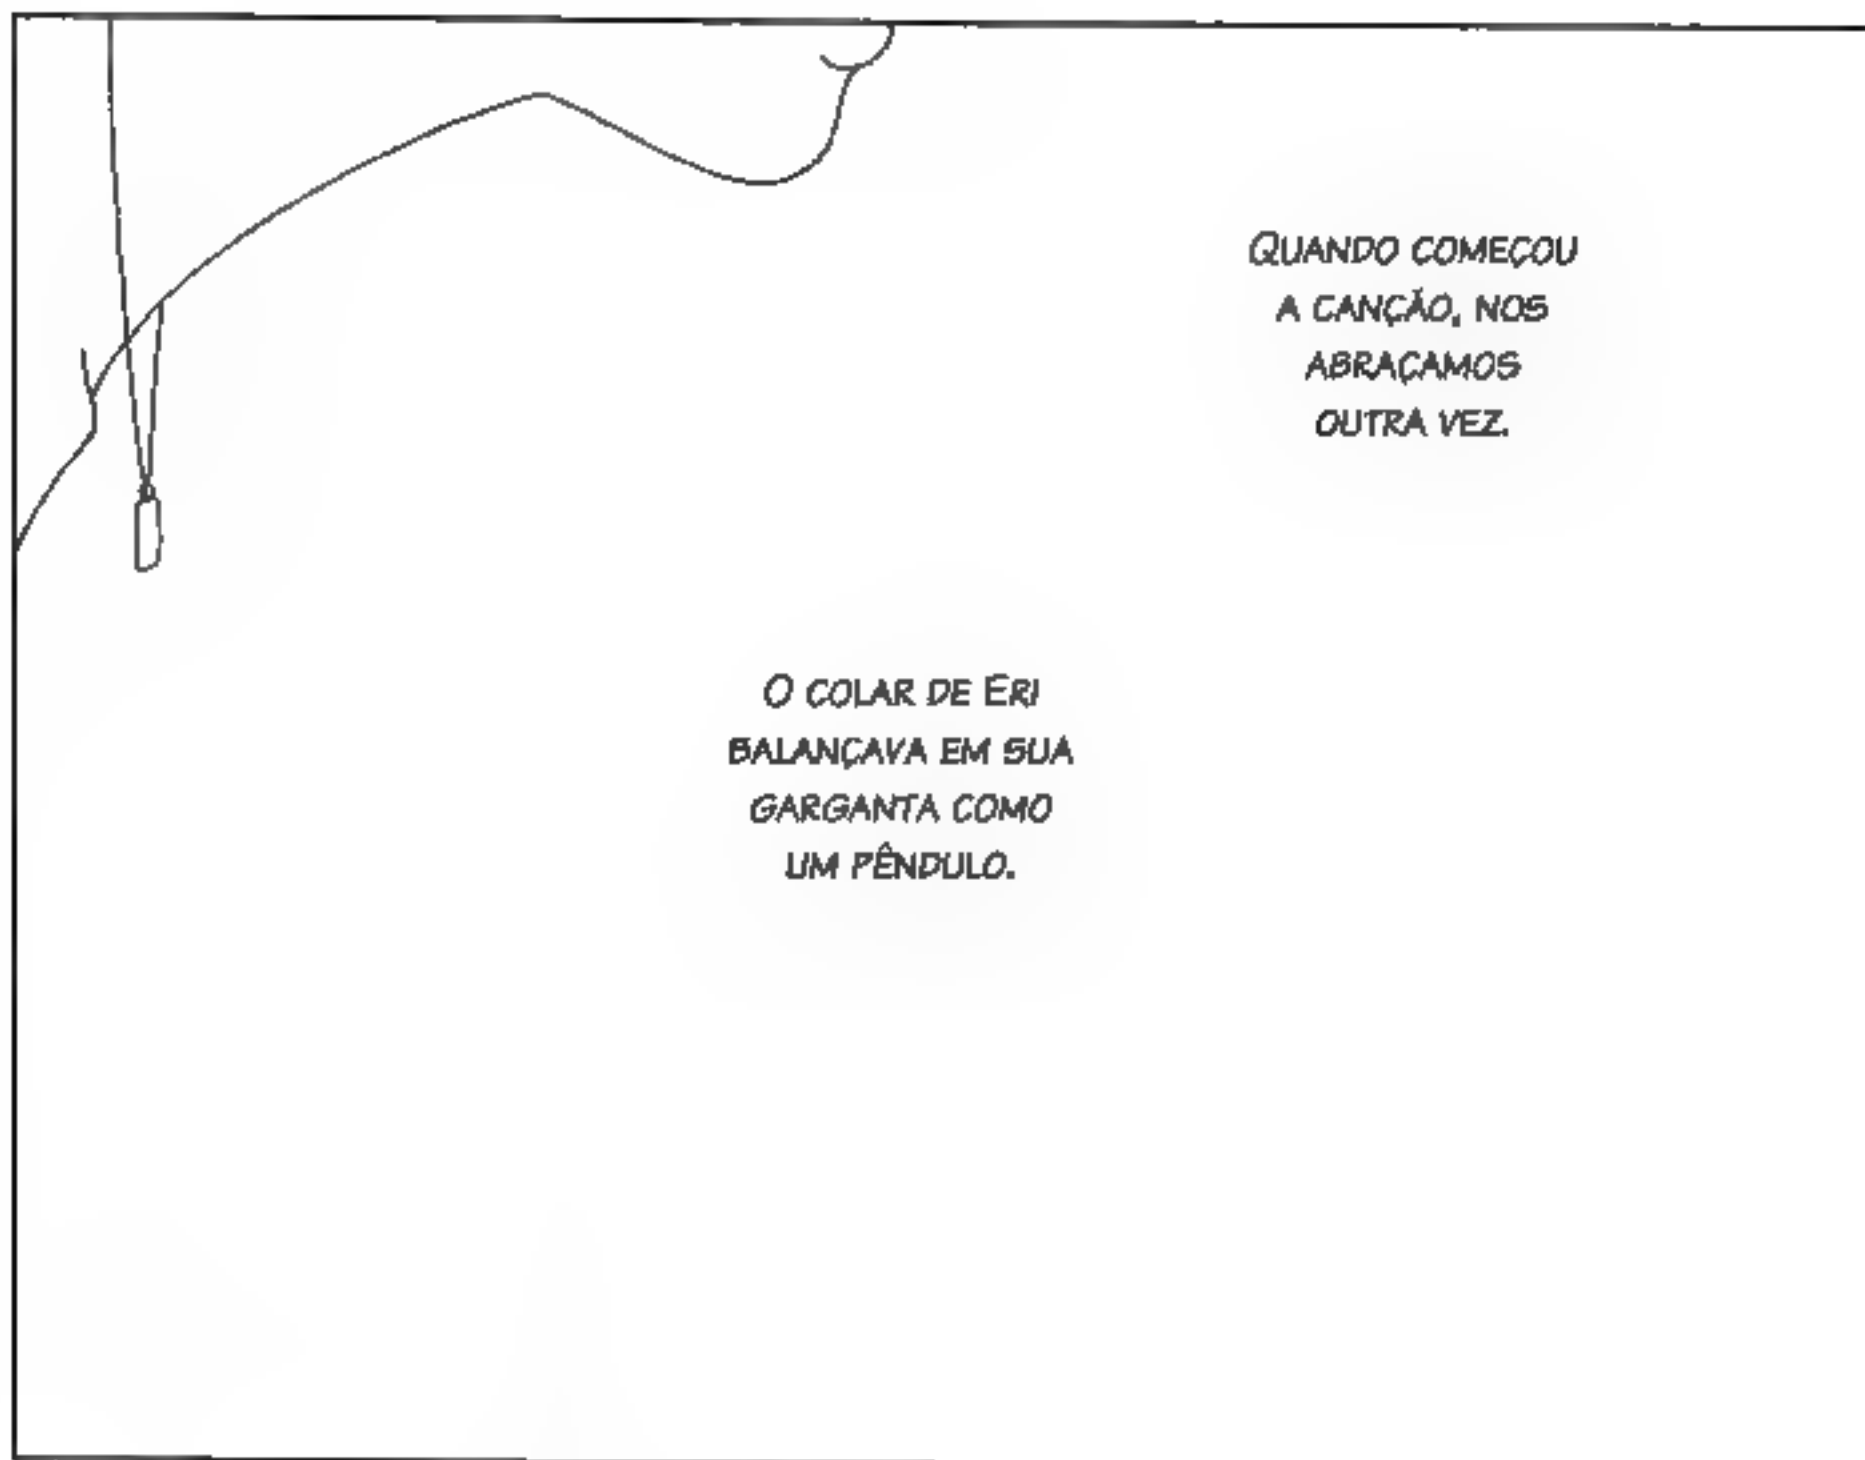 QUANDO COMEÇOU
A CANÇÃO, NOS
ABRAÇAMOS
OUTRA VEZ.
O COLAR DE ERI
BALANÇAVA EM SUA
GARGANTA COMO
UM PÊNDULO.